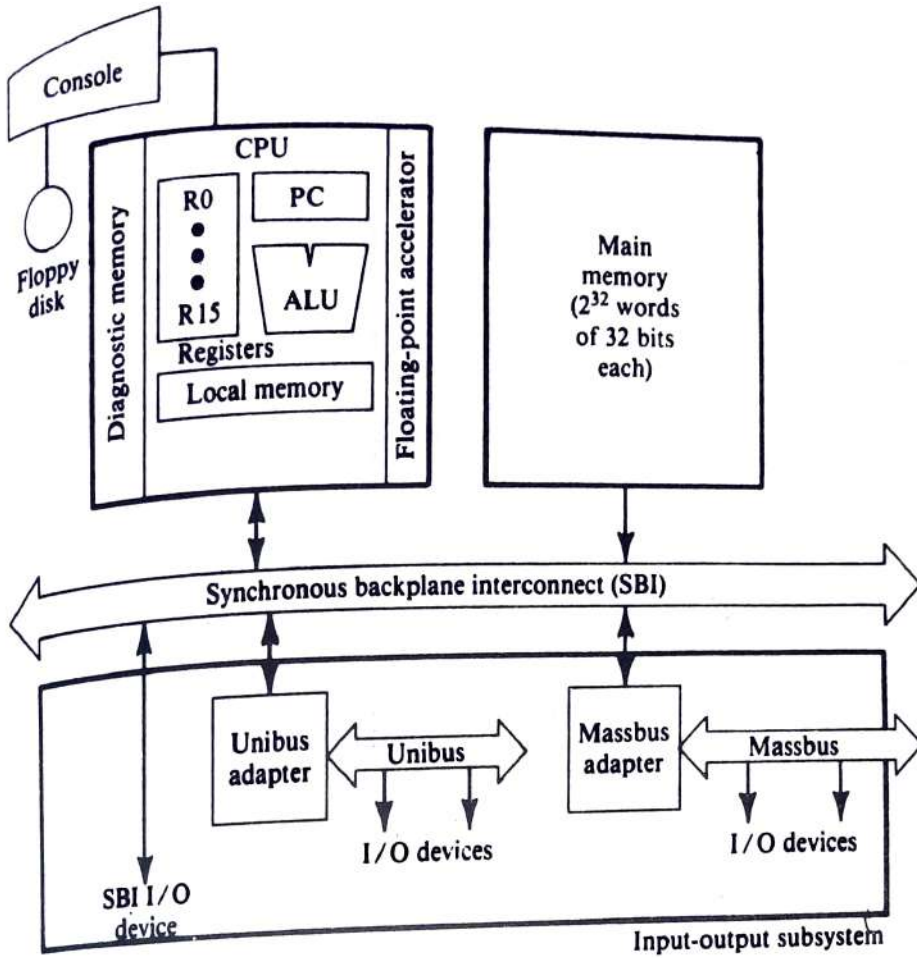 Console
Floppy
disk
Diagnostic memory
CPU
R0
R15
Registers
PC
ALU
Local memory
Floating-point accelerator
Main
memory
(2³² words
of 32 bits
each)
Synchronous backplane interconnect (SBI)
Unibus
adapter
Unibus
I/O devices
Massbus
adapter
Massbus
I/O devices
SBI I/O
device
Input-output subsystem